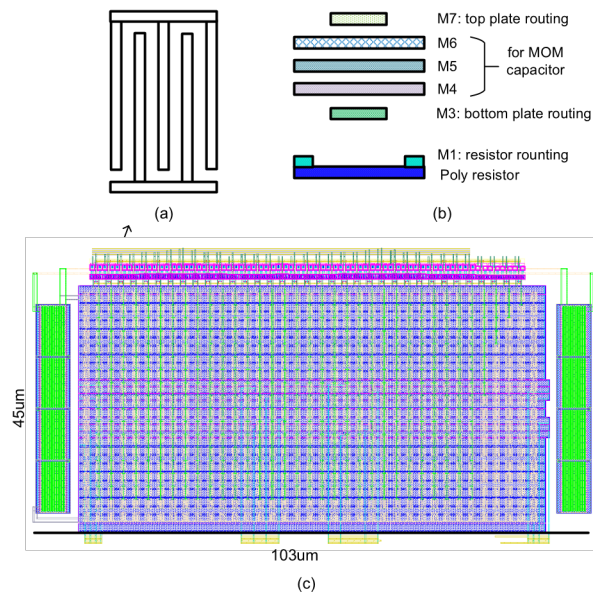 M7: top plate routing
M6
for MOM
capacitor
M5
M4
M3: bottom plate routing
M1: resistor rounting
Poly resistor
(a)
(b)
45um
103um
(c)